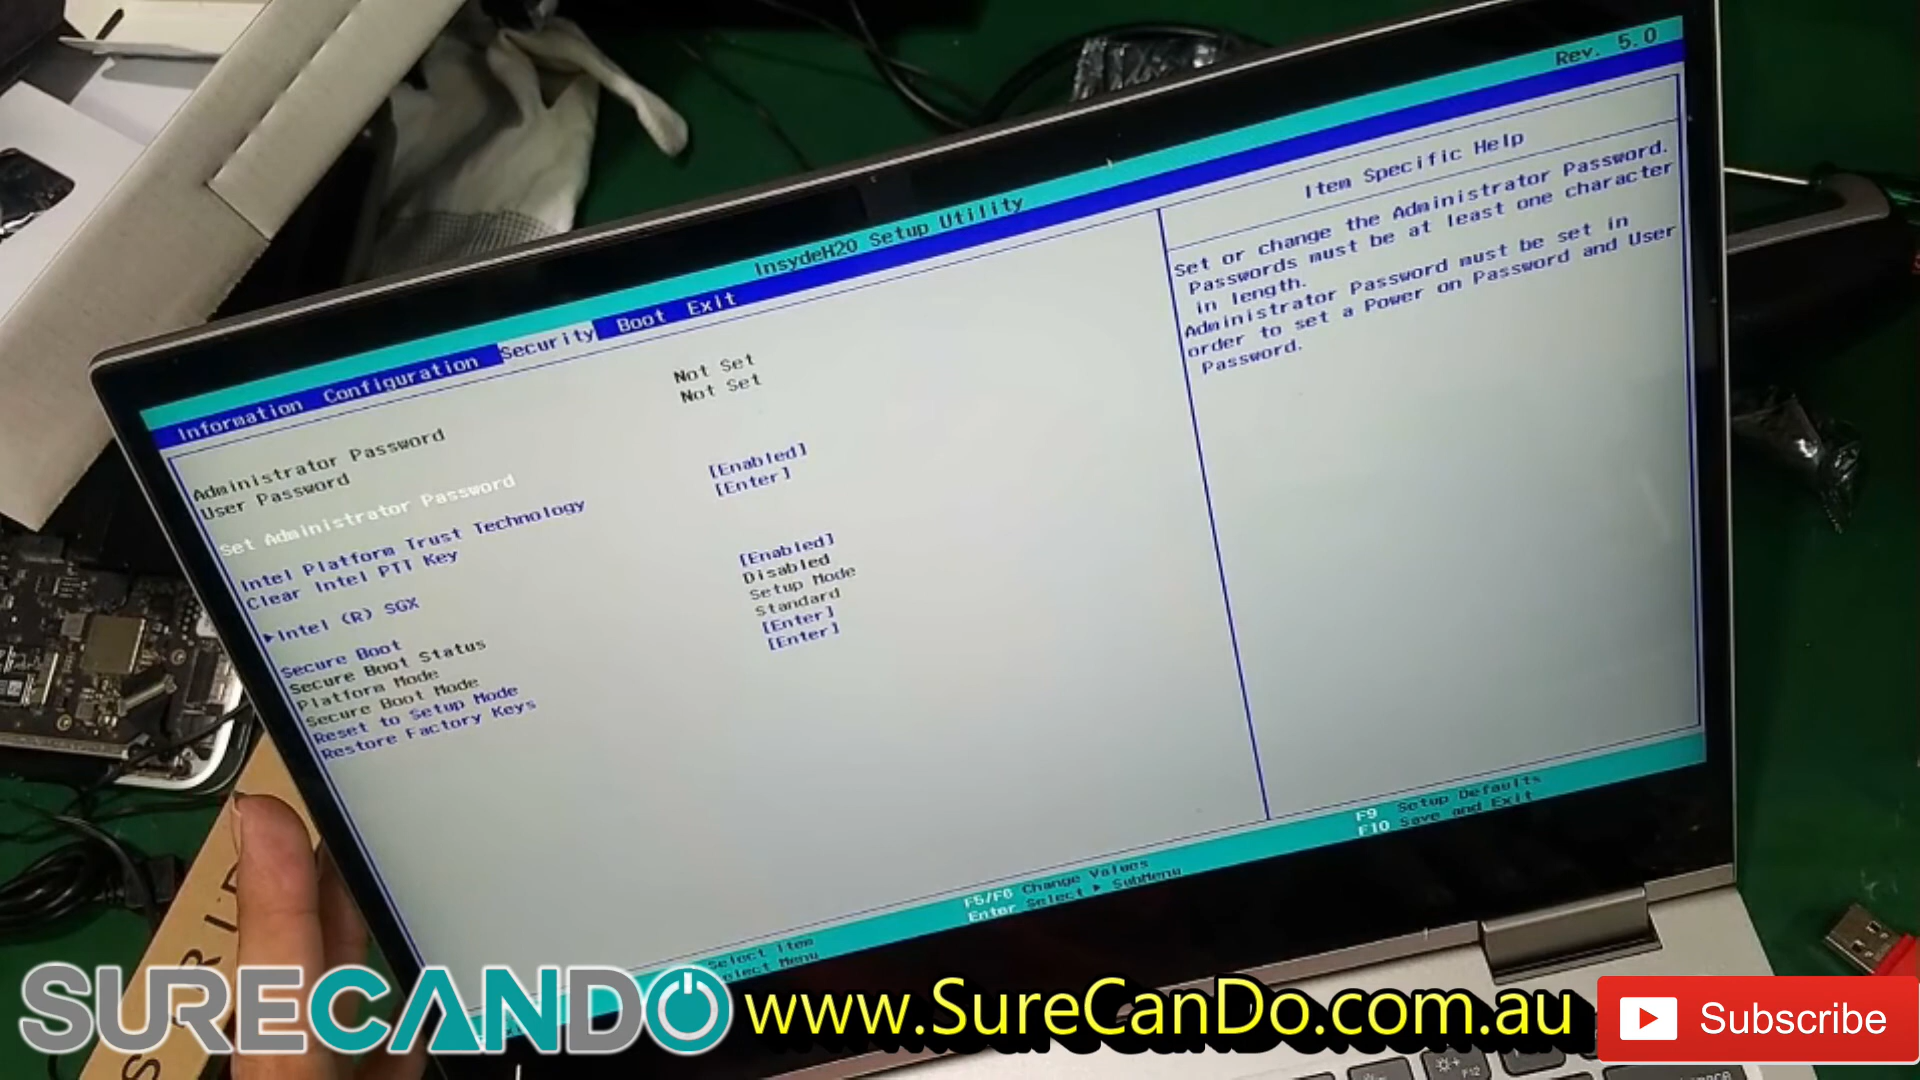 InsydeH20 Setup Utility
Rev. 5.0
Information Configuration Security Boot Exit
Administrator Password Not Set
User Password Not Set
Set Administrator Password
Intel Platform Trust Technology [Enabled]
Clear Intel PTT Key [Enter]
▶Intel (R) SGX
Secure Boot [Enabled]
Secure Boot Status Disabled
Platform Mode Setup Mode
Secure Boot Mode Standard
Reset to Setup Mode [Enter]
Restore Factory Keys [Enter]
Item Specific Help
Set or change the Administrator Password.
Passwords must be at least one character
in length.
Administrator Password must be set in
order to set a Power on Password and User
Password.
Select Item
F5/F6 Change Values
Enter Select ▶ SubMenu
F9 Setup Defaults
F10 Save and Exit
F12
SURECANDO
www.SureCanDo.com.au
Subscribe